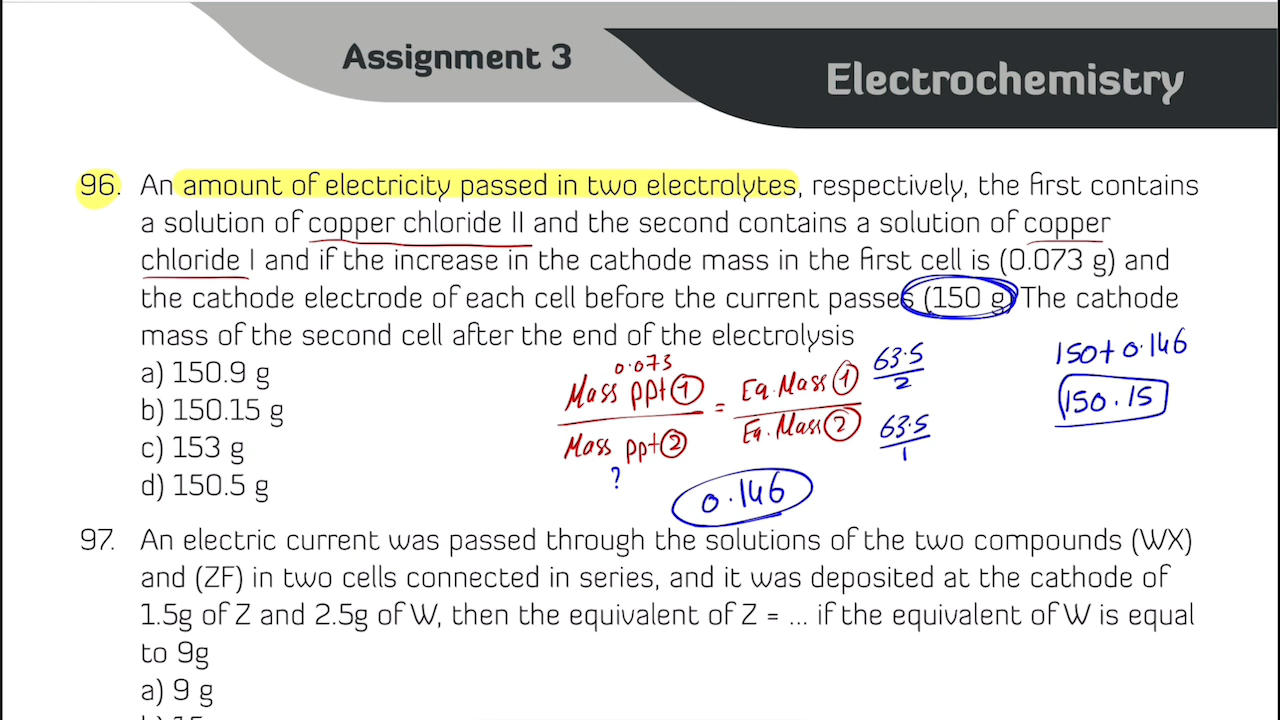 Assignment 3
Electrochemistry
96. An amount of electricity passed in two electrolytes, respectively, the first contains
a solution of copper chloride II and the second contains a solution of copper
chloride I and if the increase in the cathode mass in the first cell is (0.073 g) and
the cathode electrode of each cell before the current passes (150 g) The cathode
mass of the second cell after the end of the electrolysis
a) 150.9 g
b) 150.15 g
c) 153 g
d) 150.5 g
0.073
Mass ppt 1 = Eq. Mass 1 63.5/2
Mass ppt 2 Eq. Mass 2 63.5/1
?
0.146
150 + 0.146
150.15
97. An electric current was passed through the solutions of the two compounds (WX)
and (ZF) in two cells connected in series, and it was deposited at the cathode of
1.5g of Z and 2.5g of W, then the equivalent of Z = ... if the equivalent of W is equal
to 9g
a) 9 g